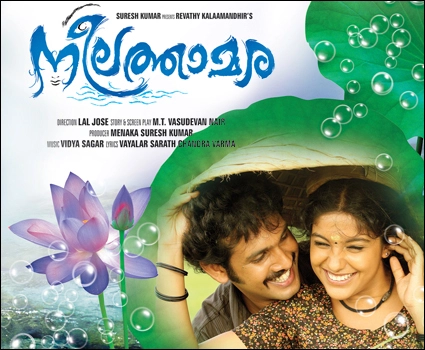 SURESH KUMAR PRESENTS REVATHY KALAAMANDHIR'S
നീലത്താമര
DIRECTION LAL JOSE STORY & SCREEN PLAY M.T. VASUDEVAN NAIR
PRODUCER MENAKA SURESH KUMAR
MUSIC VIDYA SAGAR LYRICS VAYALAR SARATH CHANDRA VARMA